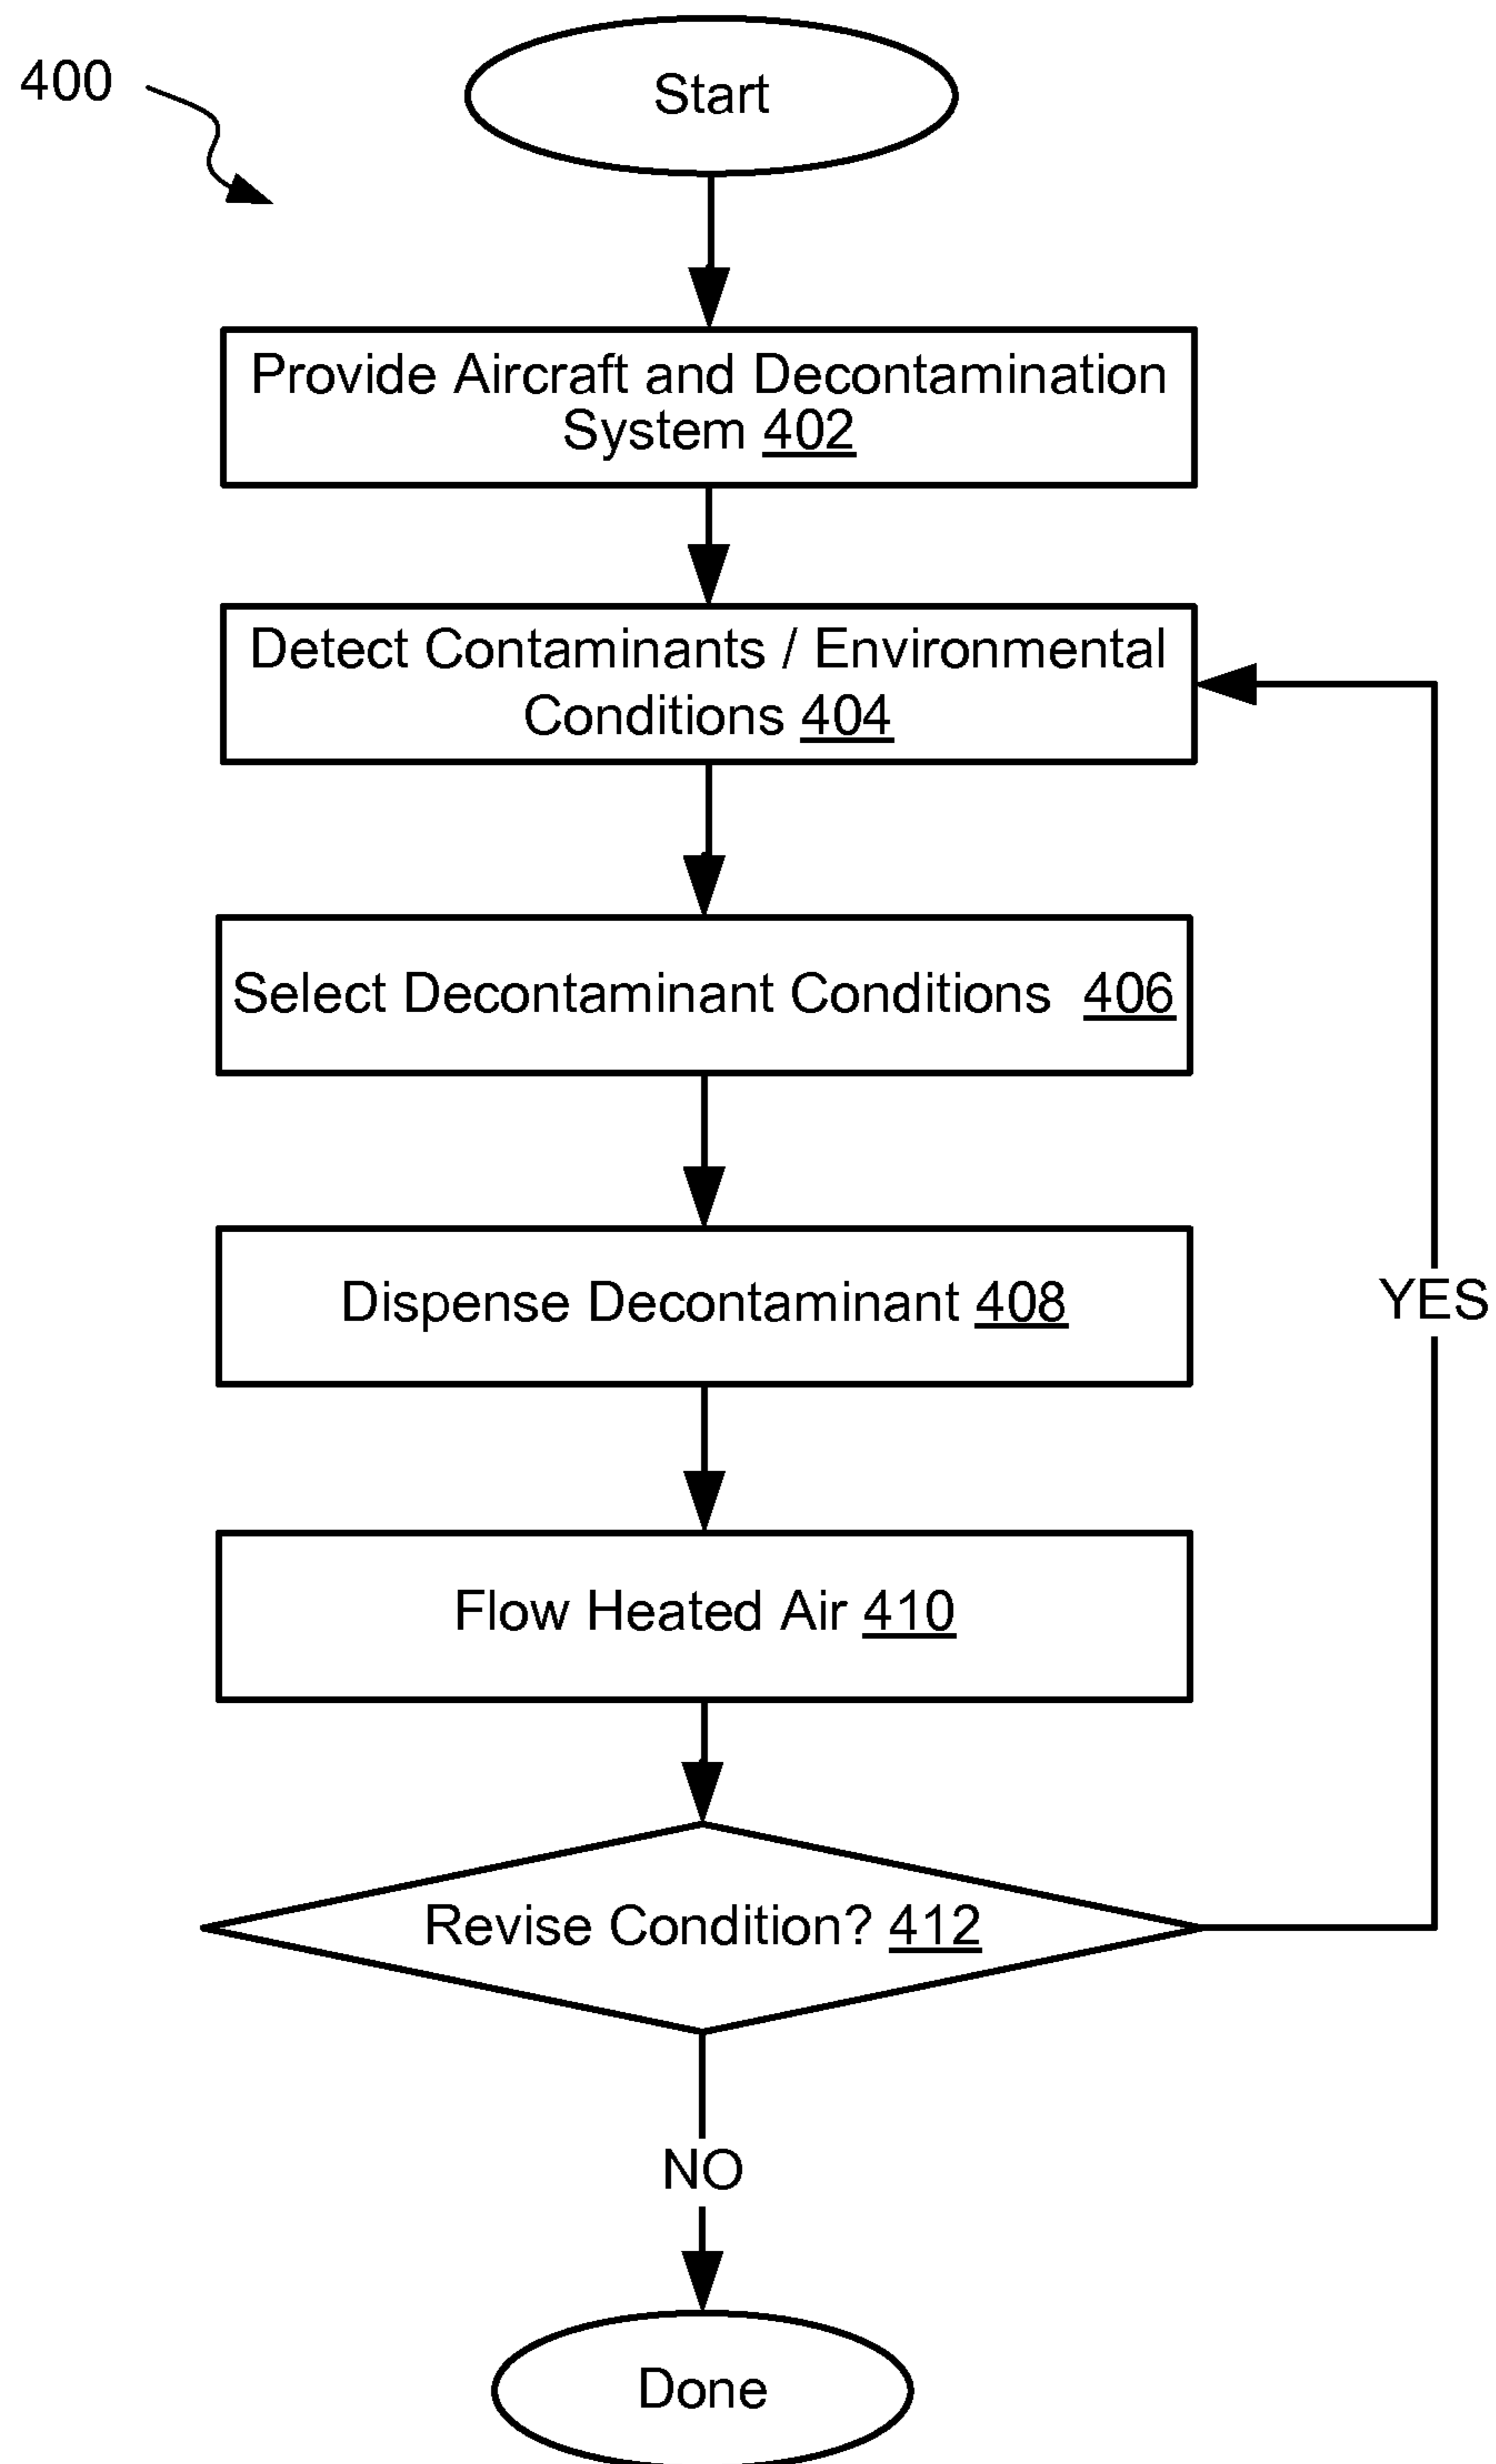 400
Start
Provide Aircraft and Decontamination
System 402
Detect Contaminants / Environmental
Conditions 404
Select Decontaminant Conditions 406
Dispense Decontaminant 408
YES
Flow Heated Air 410
Revise Condition? 412
NO
Done